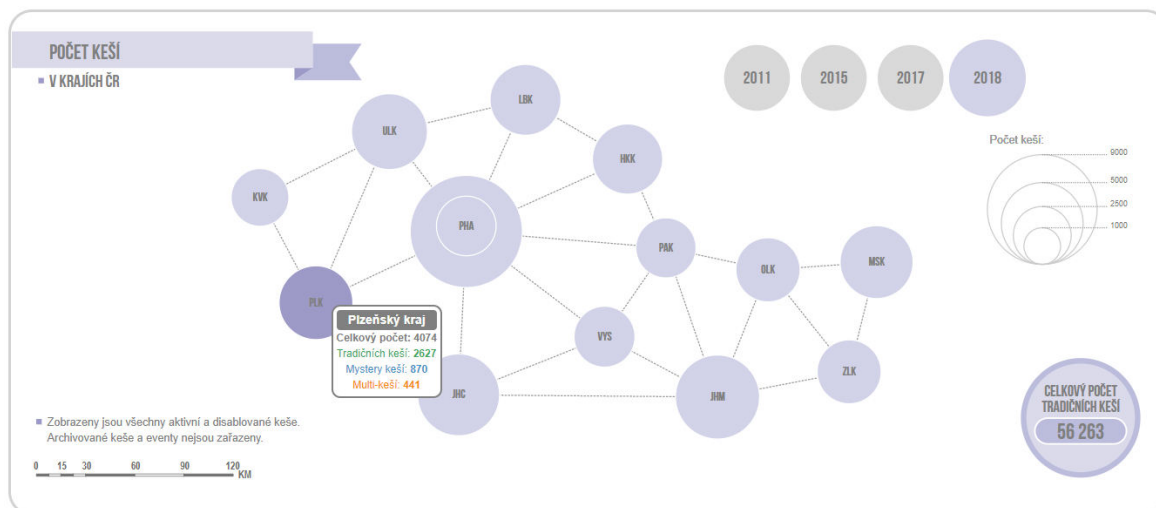 POČET KEŠÍ
V KRAJÍCH ČR
2011
2015
2017
2018
LBK
ULK
HKK
KVK
PHA
PAK
OLK
MSK
PLK
VYS
JHC
JHM
ZLK
Plzeňský kraj
Celkový počet: 4074
Tradičních keší: 2627
Mystery keší: 870
Multi-keší: 441
Počet keší:
9000
5000
2500
1000
CELKOVÝ POČET
TRADIČNÍCH KEŠÍ
56 263
Zobrazeny jsou všechny aktivní a disablované keše.
Archivované keše a eventy nejsou zařazeny.
0 15 30 60 90 120
KM